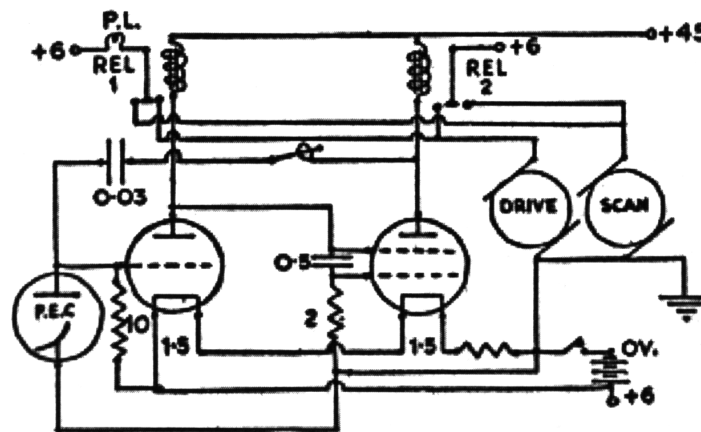 P.L.
+6
REL
1
+6
REL
2
+45
0·03
DRIVE
SCAN
0·5
P.E.C
10
2
1·5
1·5
0V.
+6